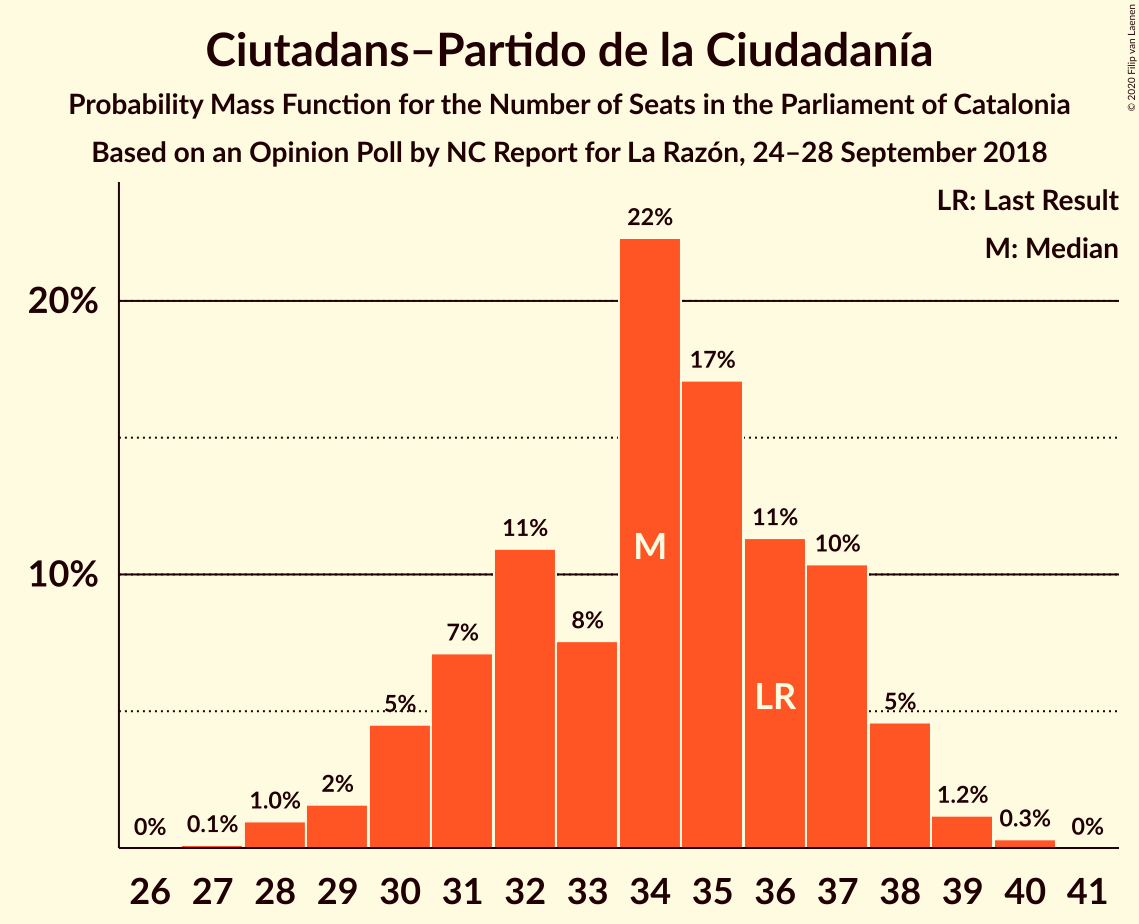 Ciutadans–Partido de la Ciudadanía
Probability Mass Function for the Number of Seats in the Parliament of Catalonia
Based on an Opinion Poll by NC Report for La Razón, 24–28 September 2018
© 2020 Filip van Laenen
LR: Last Result
M: Median
20%
10%
0%
0.1%
1.0%
2%
5%
7%
11%
8%
22%
17%
11%
10%
5%
1.2%
0.3%
0%
M
LR
26 27 28 29 30 31 32 33 34 35 36 37 38 39 40 41